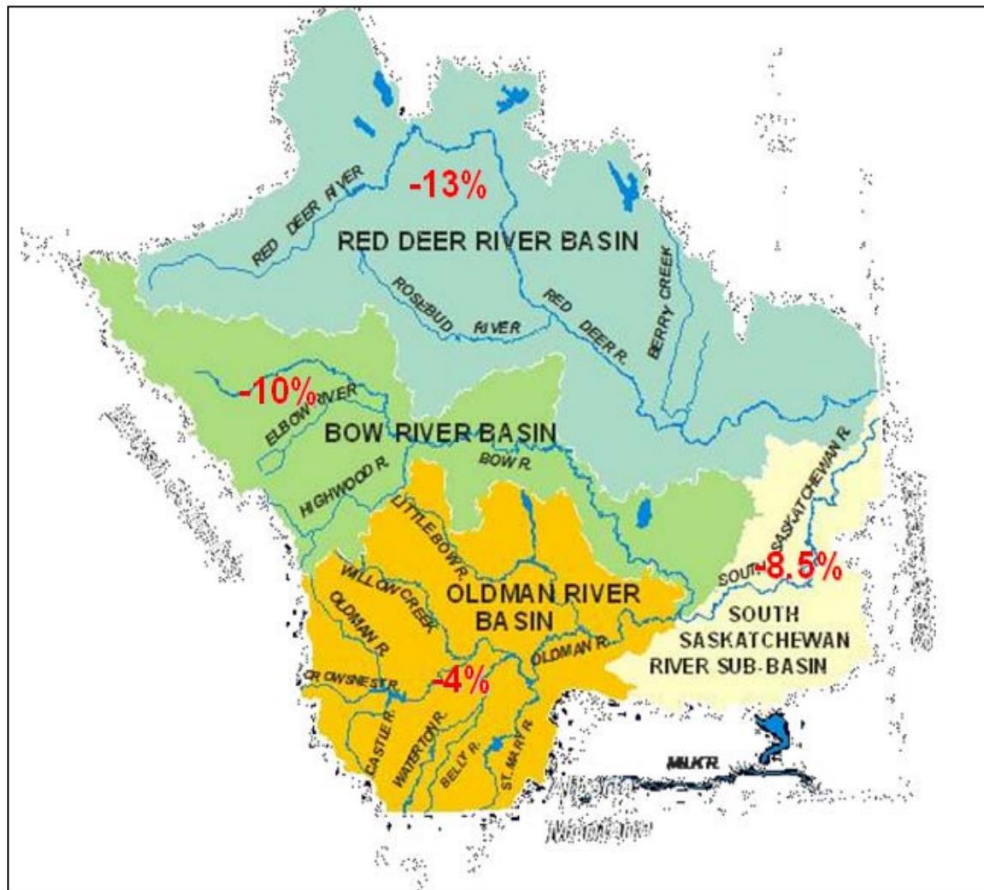 -13%
RED DEER RIVER
RED DEER RIVER BASIN
BERRY CREEK
ROSEBUD RIVER
RED DEER R.
-10%
ELBOW RIVER
BOW RIVER BASIN
BOW R.
HIGHWOOD R.
LITTLE BOW R.
SOUTH SASKATCHEWAN R.
-8.5%
WILLOW CREEK
OLDMAN RIVER
BASIN
OLDMAN R.
SOUTH
SASKATCHEWAN
RIVER SUB-BASIN
OLDMAN R.
CROWSNEST R.
-4%
CASTLE R.
WATERTON R.
BELLY R.
ST. MARY R.
MILK R.
Alberta
Montana